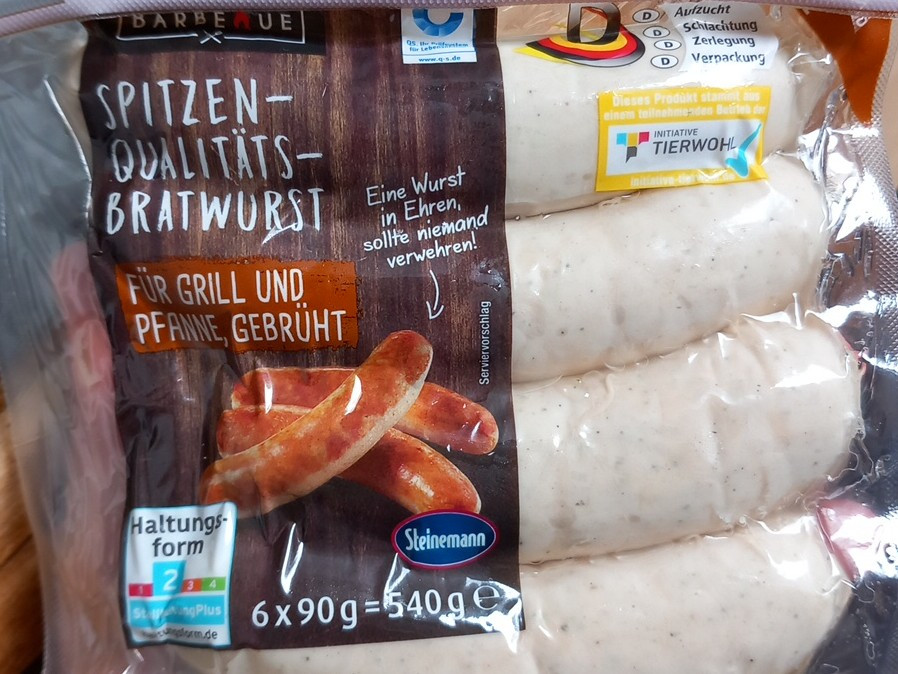 BARBEQUE
SPITZEN-
QUALITÄTS-
BRATWURST
Eine Wurst
in Ehren,
sollte niemand
verwehren!
FÜR GRILL UND
PFANNE, GEBRÜHT
Serviervorschlag
Steinemann
Haltungs-
form
1 2 3 4
6 x 90 g = 540 g e
QS. Ihr Prüfsystem
für Lebensmittel
www.q-s.de
D
D Aufzucht
D Schlachtung
D Zerlegung
D Verpackung
Dieses Produkt stammt aus
einem teilnehmenden Betrieb der
INITIATIVE
TIERWOHL